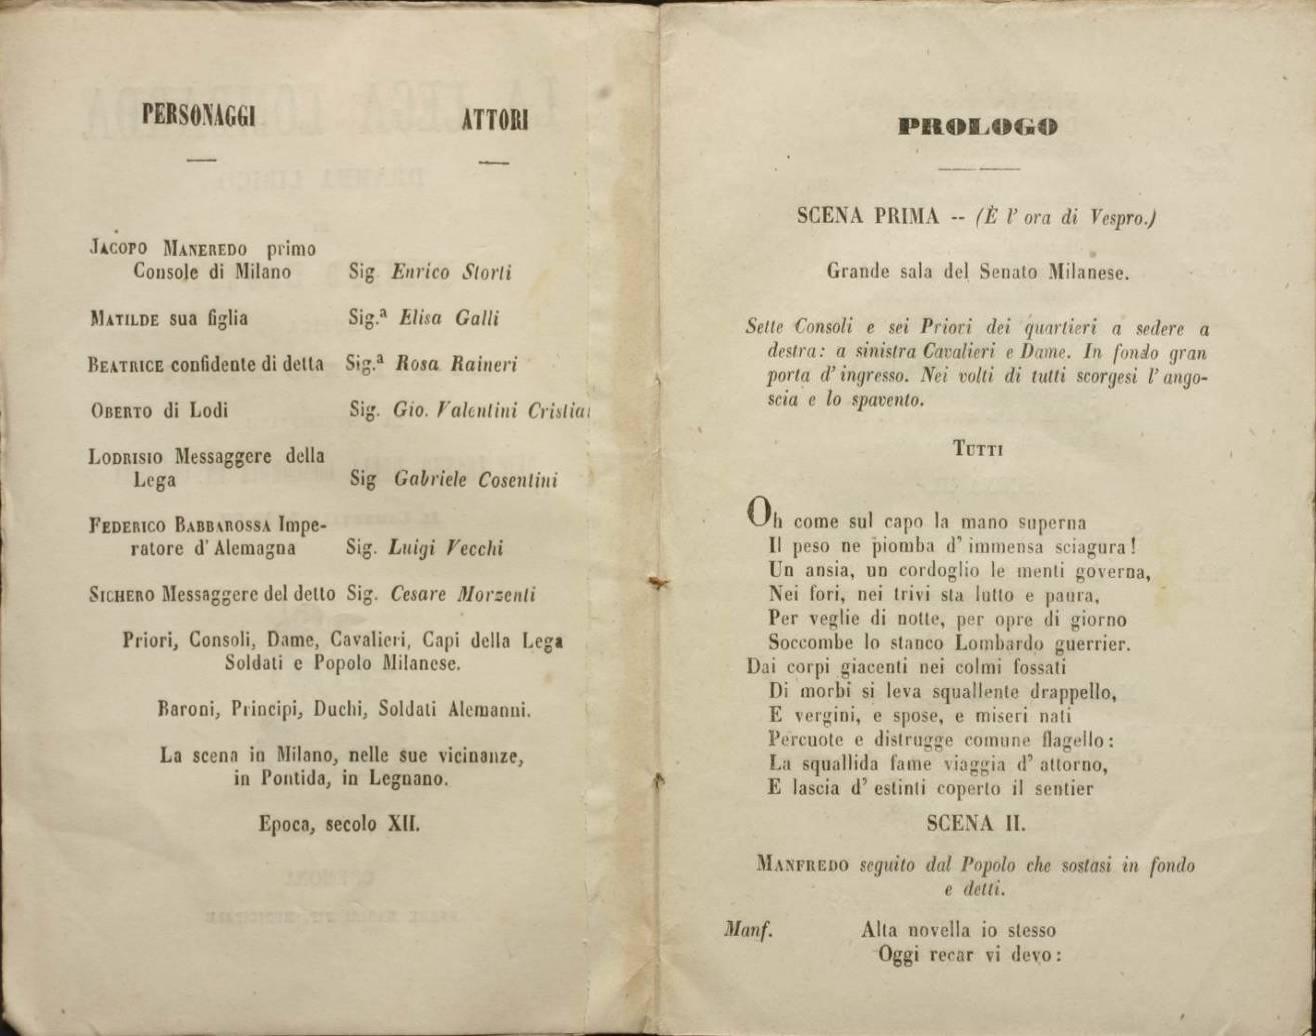 PERSONAGGI
ATTORI
JACOPO MANEREDO primo
Console di Milano Sig Enrico Storti
MATILDE sua figlia Sig.ª Elisa Galli
BEATRICE confidente di detta Sig.ª Rosa Raineri
OBERTO di Lodi Sig. Gio. Valentini Cristia
LODRISIO Messaggere della
Lega Sig Gabriele Cosentini
FEDERICO BABBAROSSA Impe-
ratore d' Alemagna Sig. Luigi Vecchi
SICHERO Messaggere del detto Sig. Cesare Morzenti
Priori, Consoli, Dame, Cavalieri, Capi della Lega
Soldati e Popolo Milanese.
Baroni, Principi, Duchi, Soldati Alemanni.
La scena in Milano, nelle sue vicinanze,
in Pontida, in Legnano.
Epoca, secolo XII.
PROLOGO
SCENA PRIMA -- (È l' ora di Vespro.)
Grande sala del Senato Milanese.
Sette Consoli e sei Priori dei quartieri a sedere a
destra: a sinistra Cavalieri e Dame. In fondo gran
porta d' ingresso. Nei volti di tutti scorgesi l' ango-
scia e lo spavento.
TUTTI
Oh come sul capo la mano superna
Il peso ne piomba d' immensa sciagura!
Un ansia, un cordoglio le menti governa,
Nei fori, nei trivi sta lutto e paura,
Per veglie di notte, per opre di giorno
Soccombe lo stanco Lombardo guerrier.
Dai corpi giacenti nei colmi fossati
Di morbi si leva squallente drappello,
E vergini, e spose, e miseri nati
Percuote e distrugge comune flagello:
La squallida fame viaggia d' attorno,
E lascia d' estinti coperto il sentier
SCENA II.
MANFREDO seguito dal Popolo che sostasi in fondo
e detti.
Manf. Alta novella io stesso
Oggi recar vi devo: